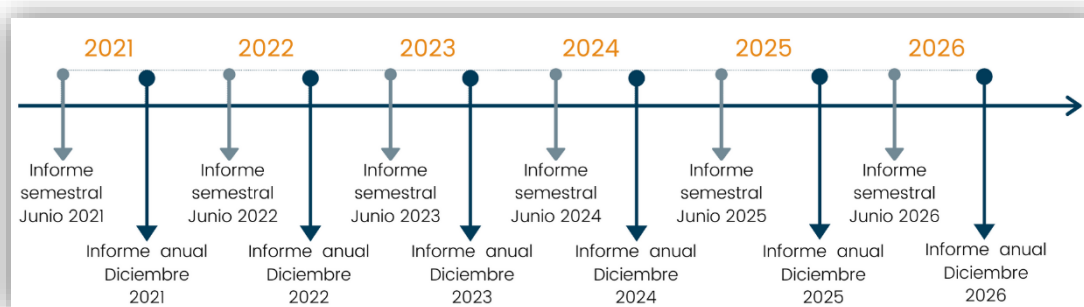 2021 2022 2023 2024 2025 2026
Informe
semestral
Junio 2021
Informe
semestral
Junio 2022
Informe
semestral
Junio 2023
Informe
semestral
Junio 2024
Informe
semestral
Junio 2025
Informe
semestral
Junio 2026
Informe anual
Diciembre
2021
Informe anual
Diciembre
2022
Informe anual
Diciembre
2023
Informe anual
Diciembre
2024
Informe anual
Diciembre
2025
Informe anual
Diciembre
2026